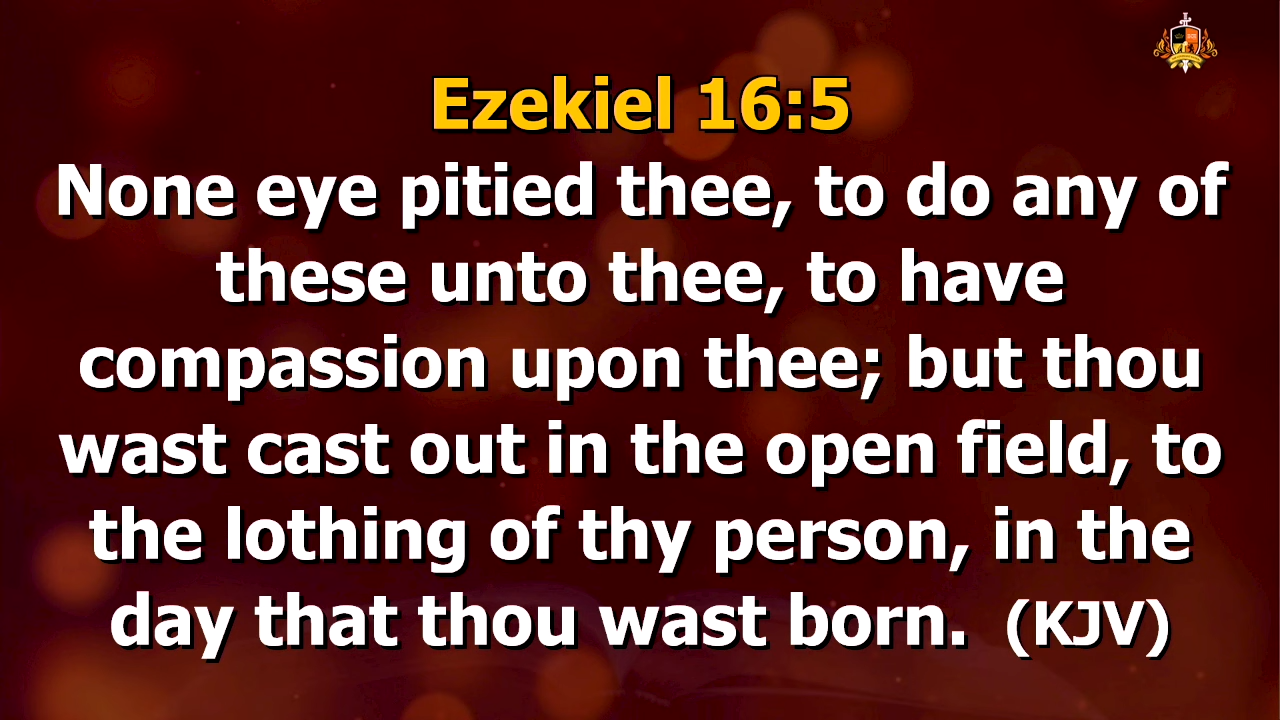 Ezekiel 16:5
None eye pitied thee, to do any of
these unto thee, to have
compassion upon thee; but thou
wast cast out in the open field, to
the lothing of thy person, in the
day that thou wast born. (KJV)